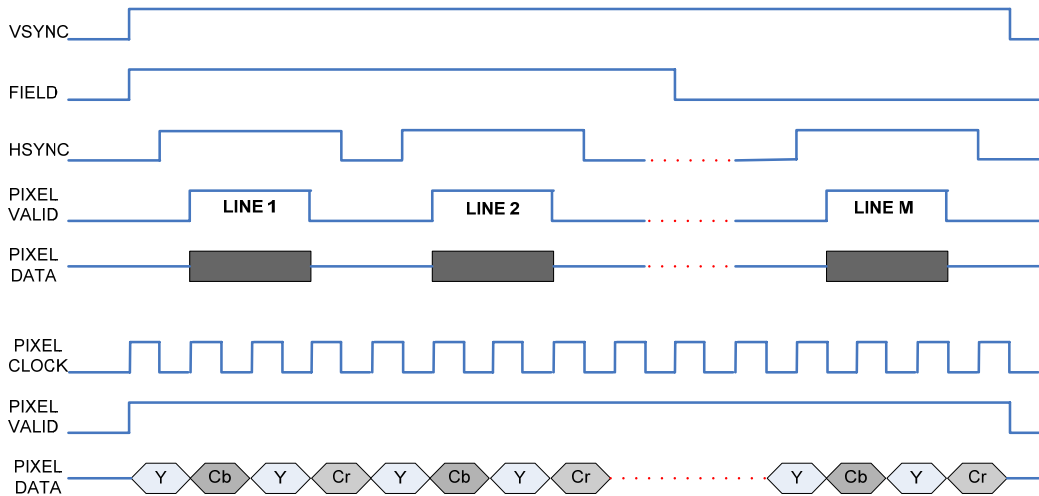 VSYNC
FIELD
HSYNC
PIXEL
VALID
LINE 1 LINE 2 LINE M
PIXEL
DATA
PIXEL
CLOCK
PIXEL
VALID
PIXEL
DATA
Y Cb Y Cr Y Cb Y Cr Y Cb Y Cr